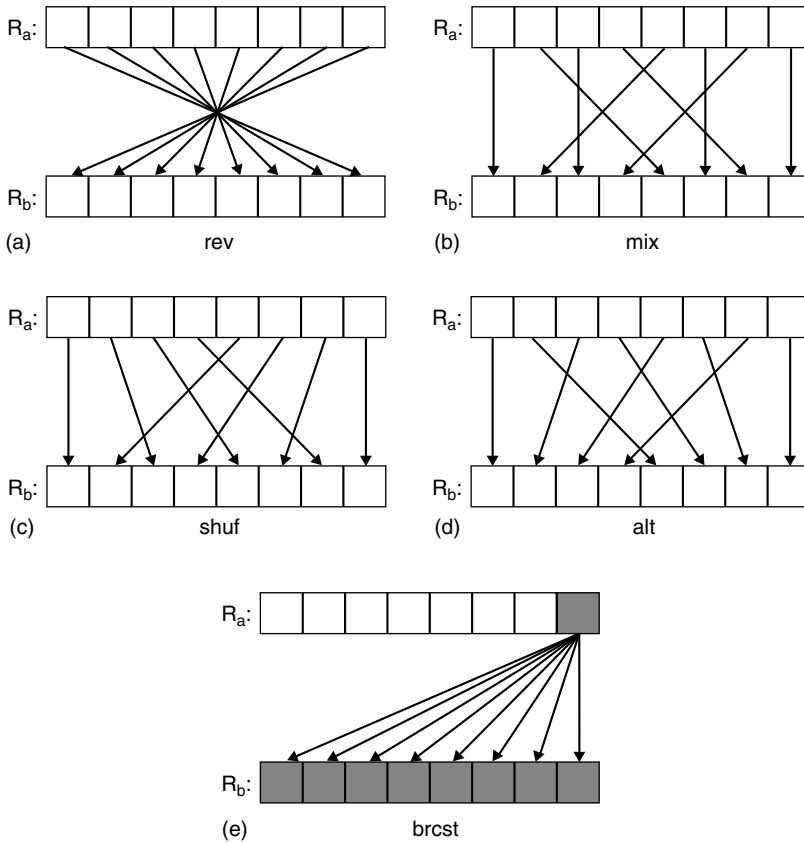 Ra: Ra:
Rb: Rb:
(a) rev (b) mix
Ra: Ra:
Rb: Rb:
(c) shuf (d) alt
Ra:
Rb:
(e) brcst